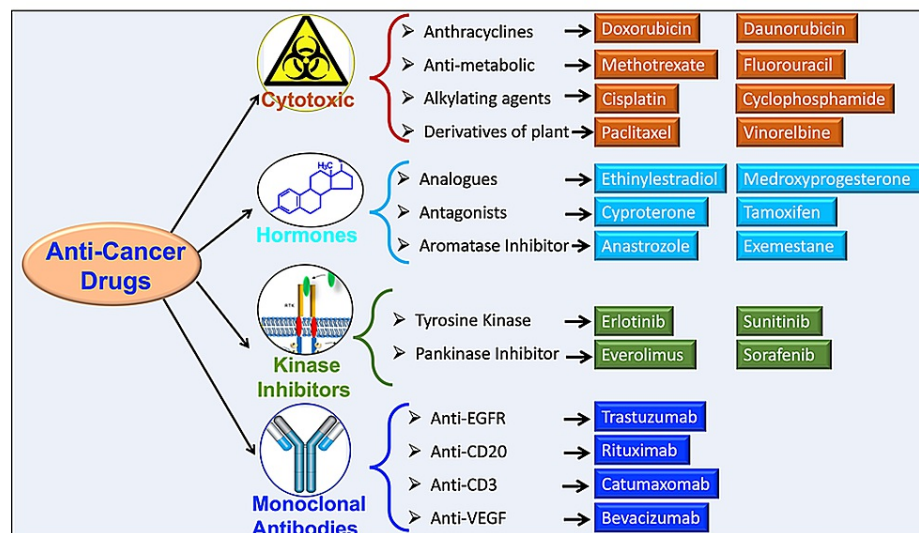 Anti-Cancer
Drugs
Cytotoxic
Anthracyclines
Doxorubicin
Daunorubicin
Anti-metabolic
Methotrexate
Fluorouracil
Alkylating agents
Cisplatin
Cyclophosphamide
Derivatives of plant
Paclitaxel
Vinorelbine
H₃C
Hormones
Analogues
Ethinylestradiol
Medroxyprogesterone
Antagonists
Cyproterone
Tamoxifen
Aromatase Inhibitor
Anastrozole
Exemestane
RTK
Kinase
Inhibitors
Tyrosine Kinase
Erlotinib
Sunitinib
Pankinase Inhibitor
Everolimus
Sorafenib
Monoclonal
Antibodies
Anti-EGFR
Trastuzumab
Anti-CD20
Rituximab
Anti-CD3
Catumaxomab
Anti-VEGF
Bevacizumab